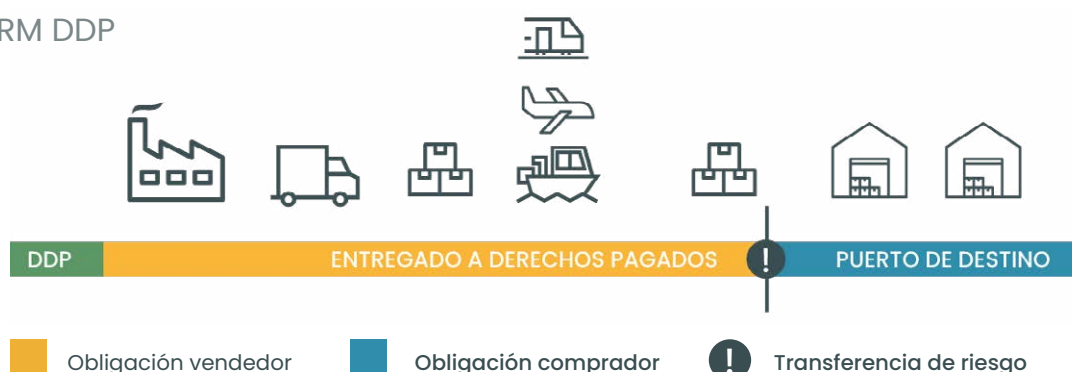 RM DDP
DDP ENTREGADO A DERECHOS PAGADOS ! PUERTO DE DESTINO
Obligación vendedor Obligación comprador ! Transferencia de riesgo